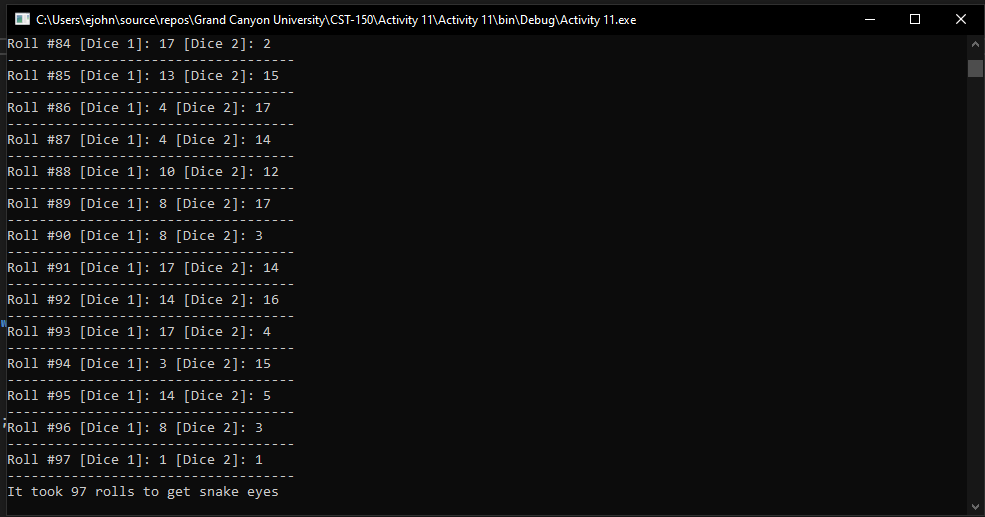 C:\Users\ejohn\source\repos\Grand Canyon University\CST-150\Activity 11\Activity 11\bin\Debug\Activity 11.exe
Roll #84 [Dice 1]: 17 [Dice 2]: 2
------------------------------------
Roll #85 [Dice 1]: 13 [Dice 2]: 15
------------------------------------
Roll #86 [Dice 1]: 4 [Dice 2]: 17
------------------------------------
Roll #87 [Dice 1]: 4 [Dice 2]: 14
------------------------------------
Roll #88 [Dice 1]: 10 [Dice 2]: 12
------------------------------------
Roll #89 [Dice 1]: 8 [Dice 2]: 17
------------------------------------
Roll #90 [Dice 1]: 8 [Dice 2]: 3
------------------------------------
Roll #91 [Dice 1]: 17 [Dice 2]: 14
------------------------------------
Roll #92 [Dice 1]: 14 [Dice 2]: 16
------------------------------------
Roll #93 [Dice 1]: 17 [Dice 2]: 4
------------------------------------
Roll #94 [Dice 1]: 3 [Dice 2]: 15
------------------------------------
Roll #95 [Dice 1]: 14 [Dice 2]: 5
------------------------------------
Roll #96 [Dice 1]: 8 [Dice 2]: 3
------------------------------------
Roll #97 [Dice 1]: 1 [Dice 2]: 1
------------------------------------
It took 97 rolls to get snake eyes